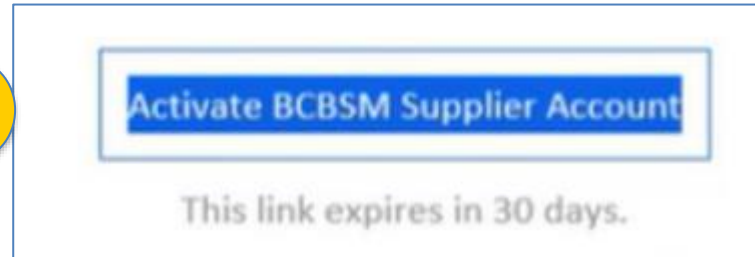 Activate BCBSM Supplier Account
This link expires in 30 days.